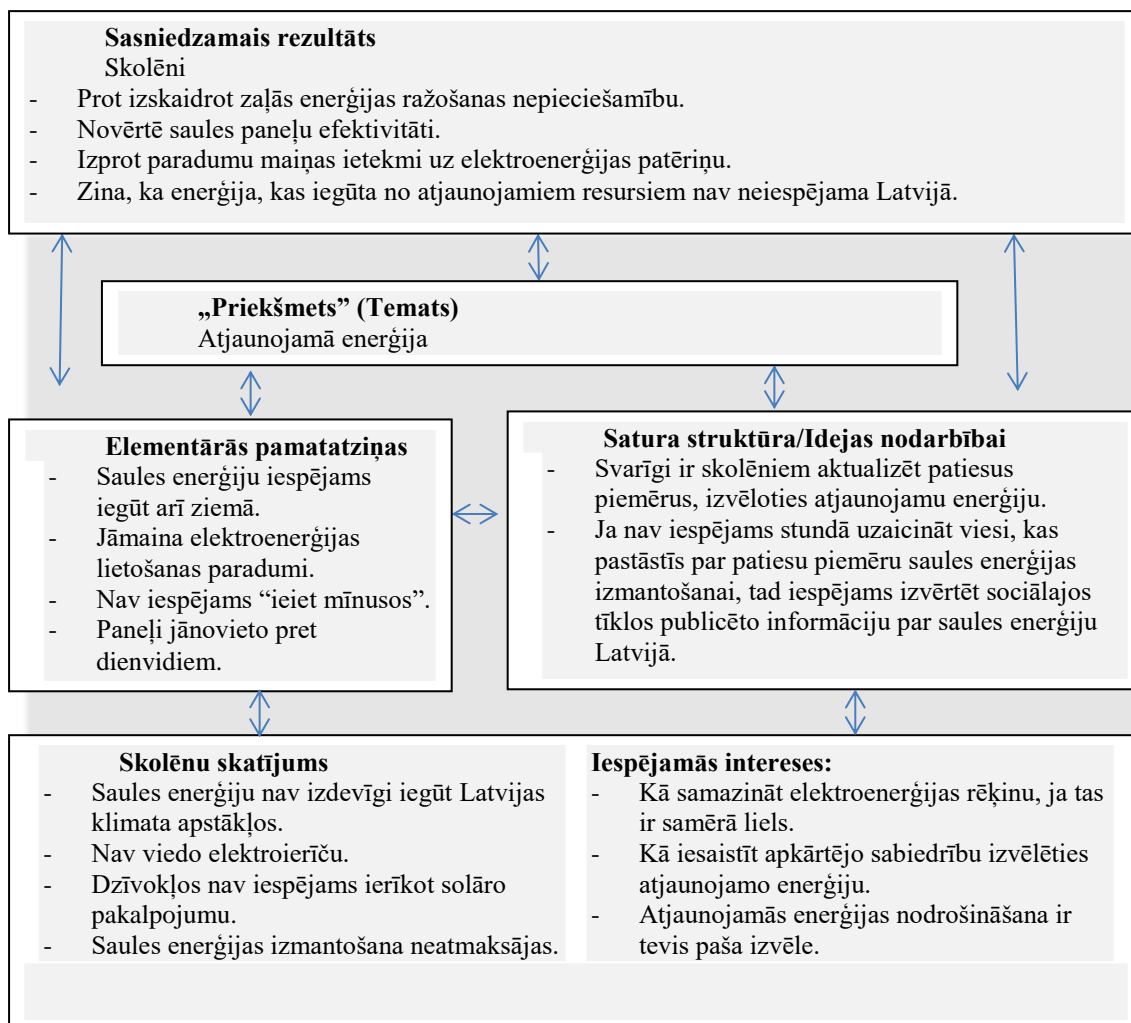 Sasniedzamais rezultāts
Skolēni
- Prot izskaidrot zaļās enerģijas ražošanas nepieciešamību.
- Novērtē saules paneļu efektivitāti.
- Izprot paradumu maiņas ietekmi uz elektroenerģijas patēriņu.
- Zina, ka enerģija, kas iegūta no atjaunojamiem resursiem nav neiespējama Latvijā.
„Priekšmets” (Temats)
Atjaunojamā enerģija
Elementārās pamatatziņas
- Saules enerģiju iespējams
iegūt arī ziemā.
- Jāmaina elektroenerģijas
lietošanas paradumi.
- Nav iespējams “ieiet mīnusos”.
- Paneļi jānovieto pret
dienvidiem.
Satura struktūra/Idejas nodarbībai
- Svarīgi ir skolēniem aktualizēt patiesus
piemērus, izvēloties atjaunojamu enerģiju.
- Ja nav iespējams stundā uzaicināt viesi, kas
pastāstīs par patiesu piemēru saules enerģijas
izmantošanai, tad iespējams izvērtēt sociālajos
tīklos publicēto informāciju par saules enerģiju
Latvijā.
Skolēnu skatījums
- Saules enerģiju nav izdevīgi iegūt Latvijas
klimata apstākļos.
- Nav viedo elektroierīču.
- Dzīvokļos nav iespējams ierīkot solāro
pakalpojumu.
- Saules enerģijas izmantošana neatmaksājas.
Iespējamās intereses:
- Kā samazināt elektroenerģijas rēķinu, ja tas
ir samērā liels.
- Kā iesaistīt apkārtējo sabiedrību izvēlēties
atjaunojamo enerģiju.
- Atjaunojamās enerģijas nodrošināšana ir
tevis paša izvēle.